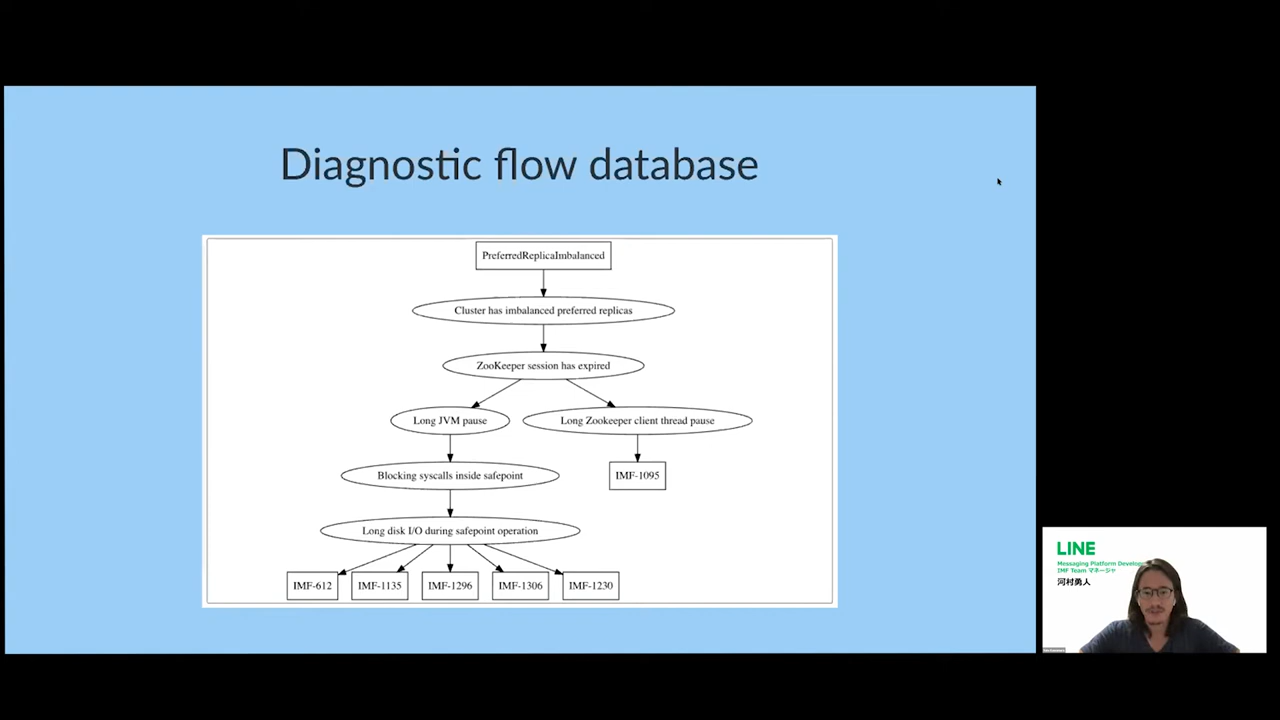 Diagnostic flow database
PreferredReplicaImbalanced
Cluster has imbalanced preferred replicas
ZooKeeper session has expired
Long JVM pause
Long Zookeeper client thread pause
Blocking syscalls inside safepoint
IMF-1095
Long disk I/O during safepoint operation
IMF-612
IMF-1135
IMF-1296
IMF-1306
IMF-1230
LINE
Messaging Platform Develop
IMF Team マネージャ
河村勇人